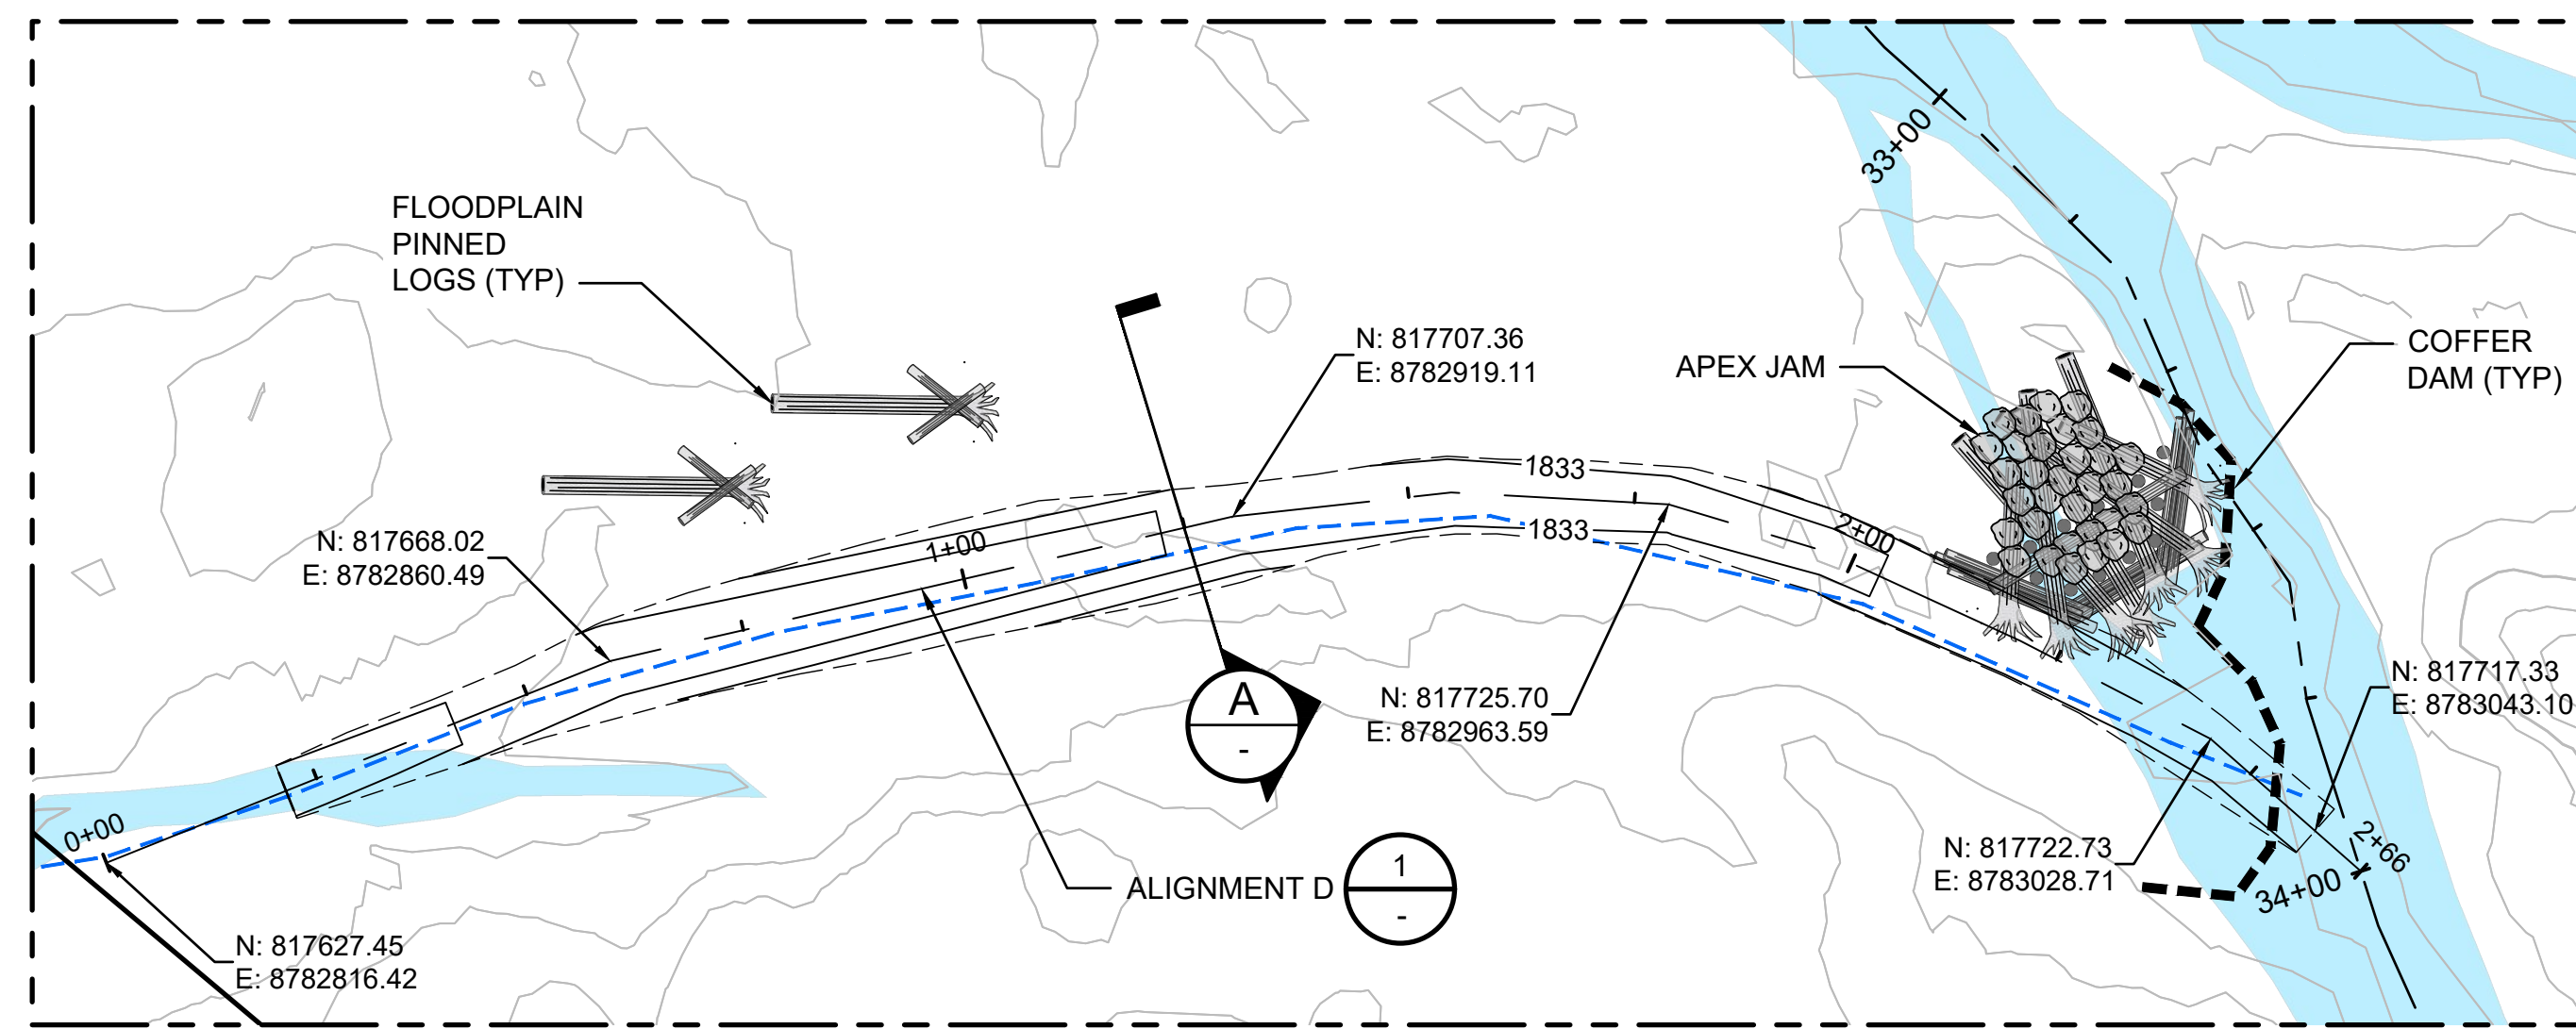 33+00
FLOODPLAIN
PINNED
LOGS (TYP)
N: 817707.36
E: 8782919.11
APEX JAM
COFFER
DAM (TYP)
1833
1833
N: 817668.02
E: 8782860.49
1+00
2+00
N: 817717.33
E: 8783043.10
A
-
N: 817725.70
E: 8782963.59
0+00
N: 817722.73
E: 8783028.71
2+66
34+00
ALIGNMENT D
1
-
N: 817627.45
E: 8782816.42